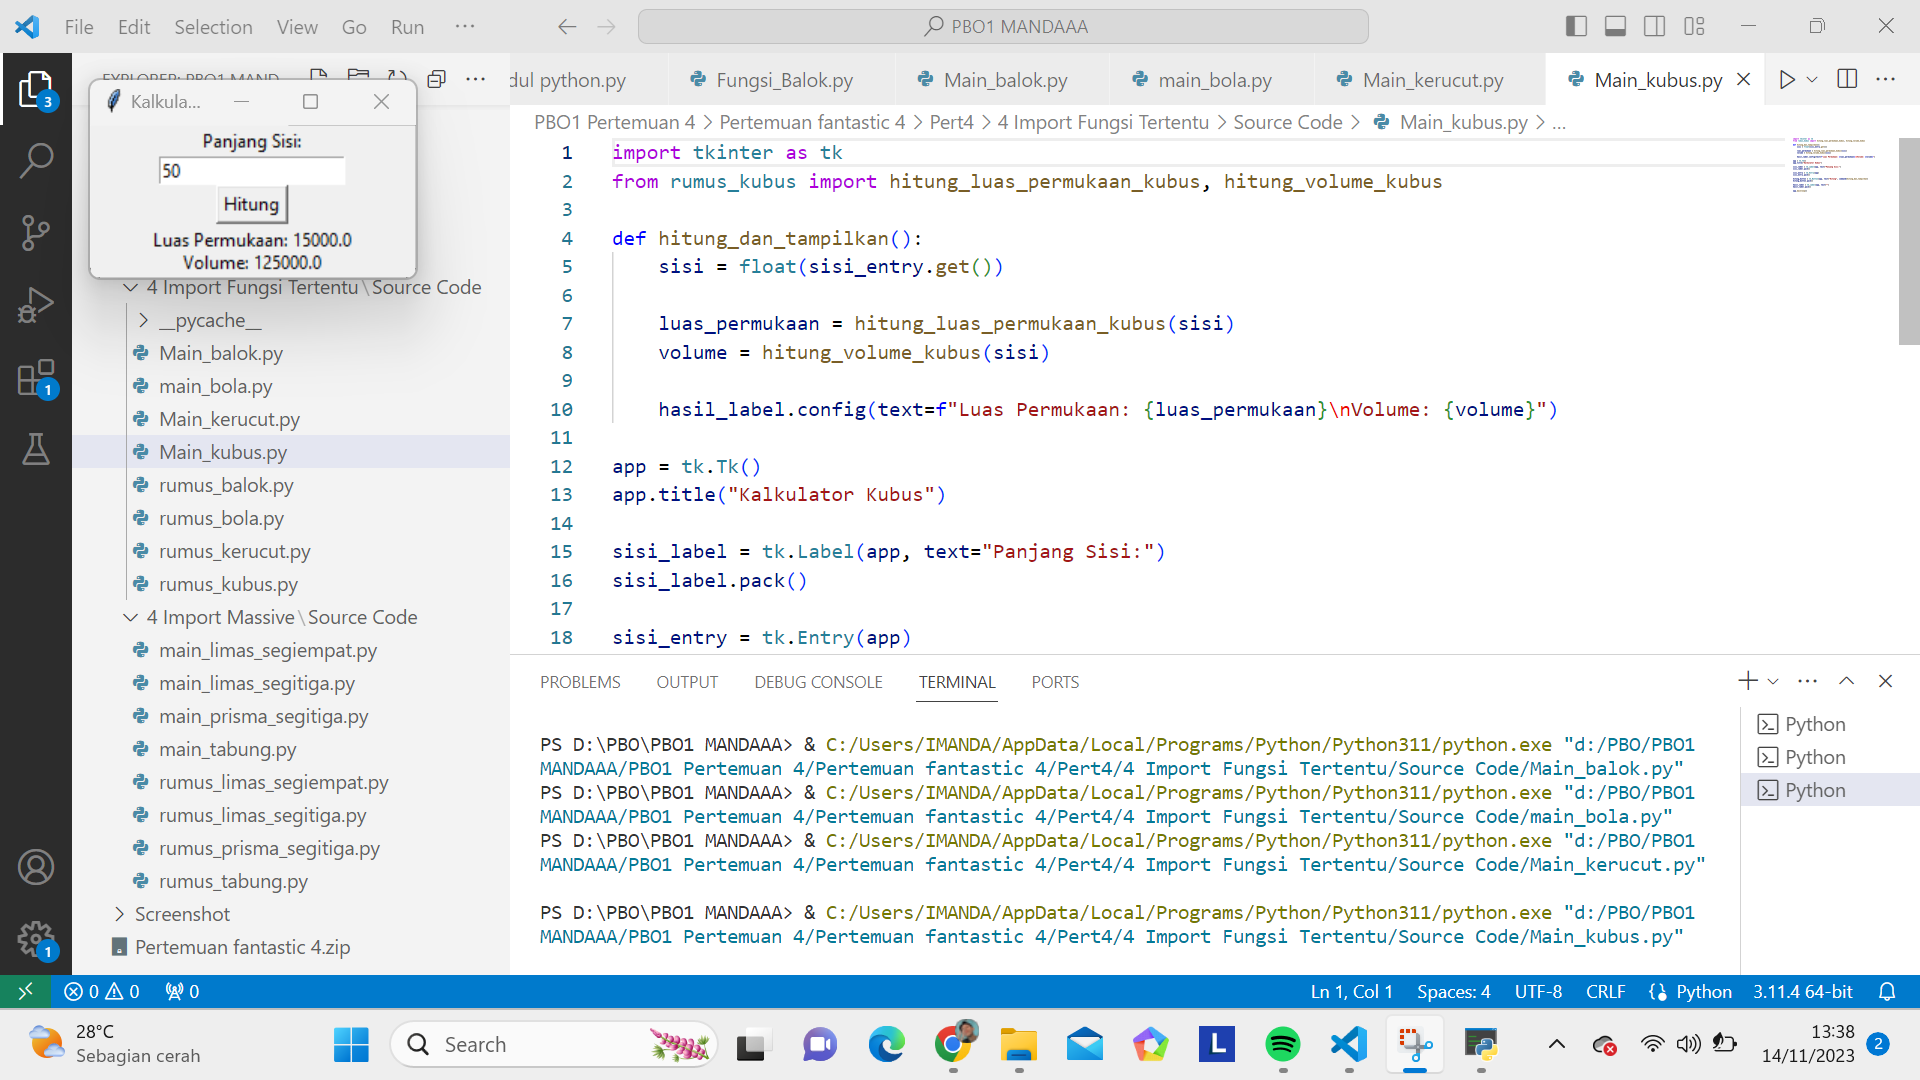 File Edit Selection View Go Run ···
PBO1 MANDAAA
EXPLORER: PBO1 MAND...
Kalkula...
Panjang Sisi:
50
Hitung
Luas Permukaan: 15000.0
Volume: 125000.0
3
1
1
4 Import Fungsi Tertentu\Source Code
__pycache__
Main_balok.py
main_bola.py
Main_kerucut.py
Main_kubus.py
rumus_balok.py
rumus_bola.py
rumus_kerucut.py
rumus_kubus.py
4 Import Massive\Source Code
main_limas_segiempat.py
main_limas_segitiga.py
main_prisma_segitiga.py
main_tabung.py
rumus_limas_segiempat.py
rumus_limas_segitiga.py
rumus_prisma_segitiga.py
rumus_tabung.py
Screenshot
Pertemuan fantastic 4.zip
dul python.py Fungsi_Balok.py Main_balok.py main_bola.py Main_kerucut.py Main_kubus.py
PBO1 Pertemuan 4 > Pertemuan fantastic 4 > Pert4 > 4 Import Fungsi Tertentu > Source Code > Main_kubus.py > ...
1 import tkinter as tk
2 from rumus_kubus import hitung_luas_permukaan_kubus, hitung_volume_kubus
3
4 def hitung_dan_tampilkan():
5 sisi = float(sisi_entry.get())
6
7 luas_permukaan = hitung_luas_permukaan_kubus(sisi)
8 volume = hitung_volume_kubus(sisi)
9
10 hasil_label.config(text=f"Luas Permukaan: {luas_permukaan}\nVolume: {volume}")
11
12 app = tk.Tk()
13 app.title("Kalkulator Kubus")
14
15 sisi_label = tk.Label(app, text="Panjang Sisi:")
16 sisi_label.pack()
17
18 sisi_entry = tk.Entry(app)
PROBLEMS OUTPUT DEBUG CONSOLE TERMINAL PORTS
PS D:\PBO\PBO1 MANDAAA> & C:/Users/IMANDA/AppData/Local/Programs/Python/Python311/python.exe "d:/PBO/PBO1
MANDAAA/PBO1 Pertemuan 4/Pertemuan fantastic 4/Pert4/4 Import Fungsi Tertentu/Source Code/Main_balok.py"
PS D:\PBO\PBO1 MANDAAA> & C:/Users/IMANDA/AppData/Local/Programs/Python/Python311/python.exe "d:/PBO/PBO1
MANDAAA/PBO1 Pertemuan 4/Pertemuan fantastic 4/Pert4/4 Import Fungsi Tertentu/Source Code/main_bola.py"
PS D:\PBO\PBO1 MANDAAA> & C:/Users/IMANDA/AppData/Local/Programs/Python/Python311/python.exe "d:/PBO/PBO1
MANDAAA/PBO1 Pertemuan 4/Pertemuan fantastic 4/Pert4/4 Import Fungsi Tertentu/Source Code/Main_kerucut.py"
PS D:\PBO\PBO1 MANDAAA> & C:/Users/IMANDA/AppData/Local/Programs/Python/Python311/python.exe "d:/PBO/PBO1
MANDAAA/PBO1 Pertemuan 4/Pertemuan fantastic 4/Pert4/4 Import Fungsi Tertentu/Source Code/Main_kubus.py"
Python
Python
Python
0 0 0 Ln 1, Col 1 Spaces: 4 UTF-8 CRLF Python 3.11.4 64-bit
28°C
Sebagian cerah
Search
L
13:38
14/11/2023
2